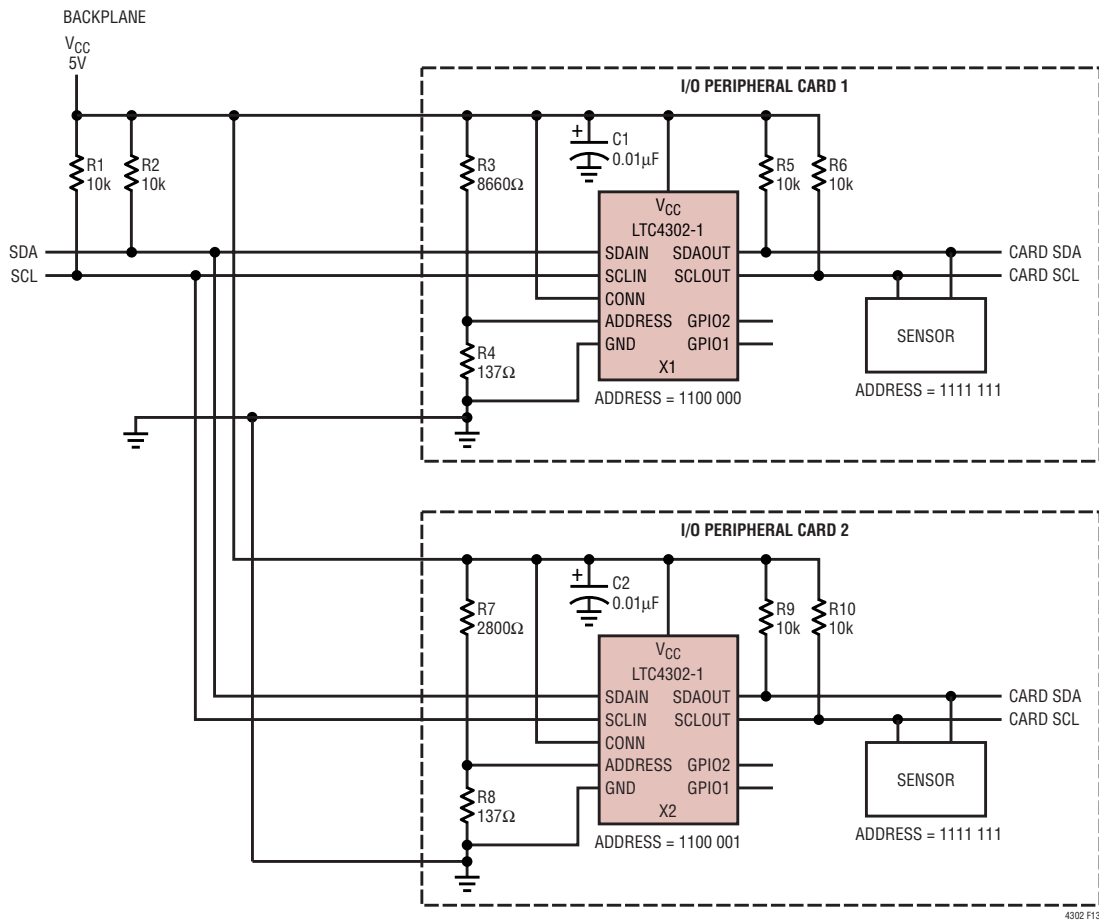 BACKPLANE
VCC
5V
I/O PERIPHERAL CARD 1
R1
10k
R2
10k
R3
8660Ω
+
C1
0.01µF
R5
10k
R6
10k
VCC
LTC4302-1
SDA
SCL
SDAIN
SDAOUT
CARD SDA
SCLIN
SCLOUT
CARD SCL
CONN
ADDRESS
GPIO2
GND
GPIO1
X1
R4
137Ω
SENSOR
ADDRESS = 1100 000
ADDRESS = 1111 111
I/O PERIPHERAL CARD 2
R7
2800Ω
+
C2
0.01µF
R9
10k
R10
10k
VCC
LTC4302-1
SDAIN
SDAOUT
CARD SDA
SCLIN
SCLOUT
CARD SCL
CONN
ADDRESS
GPIO2
GND
GPIO1
X2
R8
137Ω
SENSOR
ADDRESS = 1100 001
ADDRESS = 1111 111
4302 F13